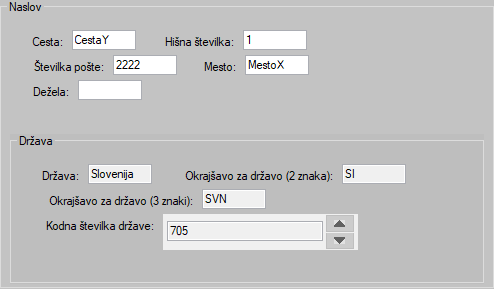 Naslov
Cesta: CestaY Hišna številka: 1
Številka pošte: 2222 Mesto: MestoX
Dežela:
Država
Država: Slovenija Okrajšavo za državo (2 znaka): SI
Okrajšavo za državo (3 znaki): SVN
Kodna številka države: 705